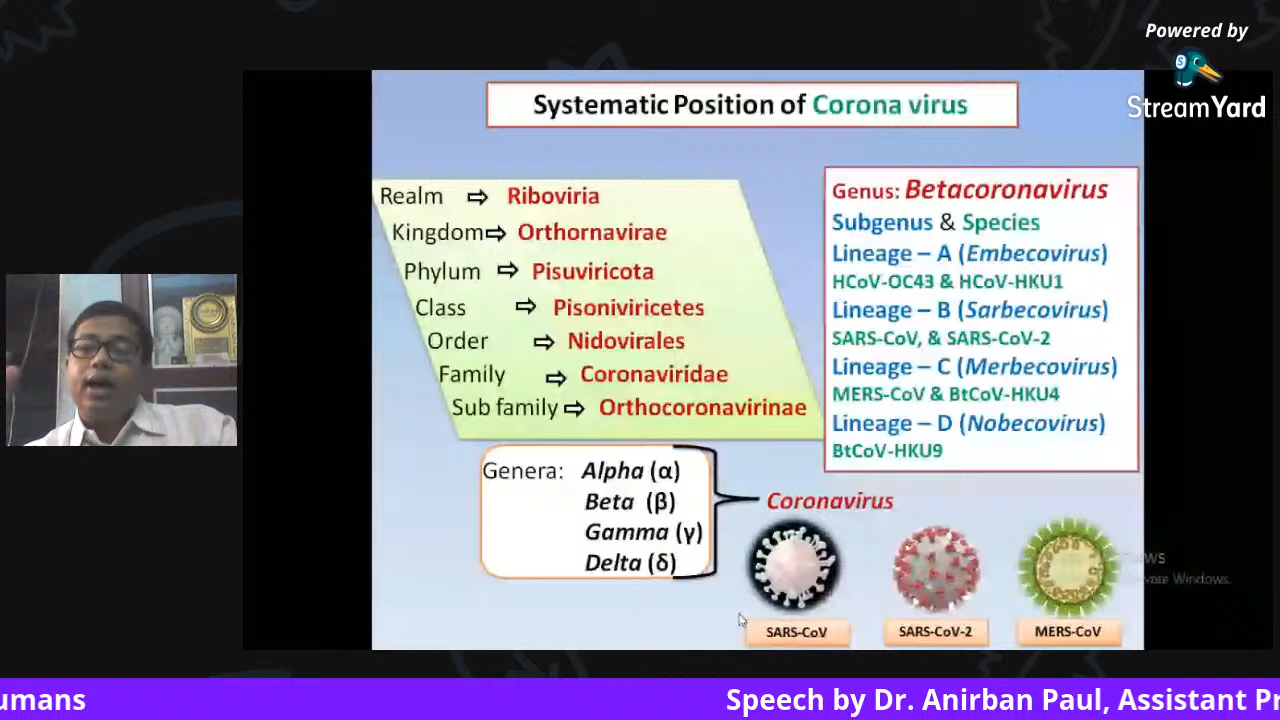 Powered by
StreamYard
Systematic Position of Corona virus
Realm ⇨ Riboviria
Kingdom⇨ Orthornavirae
Phylum ⇨ Pisuviricota
Class ⇨ Pisoniviricetes
Order ⇨ Nidovirales
Family ⇨ Coronaviridae
Sub family⇨ Orthocoronavirinae
Genus: Betacoronavirus
Subgenus & Species
Lineage – A (Embecovirus)
HCoV-OC43 & HCoV-HKU1
Lineage – B (Sarbecovirus)
SARS-CoV, & SARS-CoV-2
Lineage – C (Merbecovirus)
MERS-CoV & BtCoV-HKU4
Lineage – D (Nobecovirus)
BtCoV-HKU9
Genera: Alpha (α)
Beta (β)
Gamma (γ)
Delta (δ)
Coronavirus
SARS-CoV
SARS-CoV-2
MERS-CoV
Windows.
umans
Speech by Dr. Anirban Paul, Assistant Pr